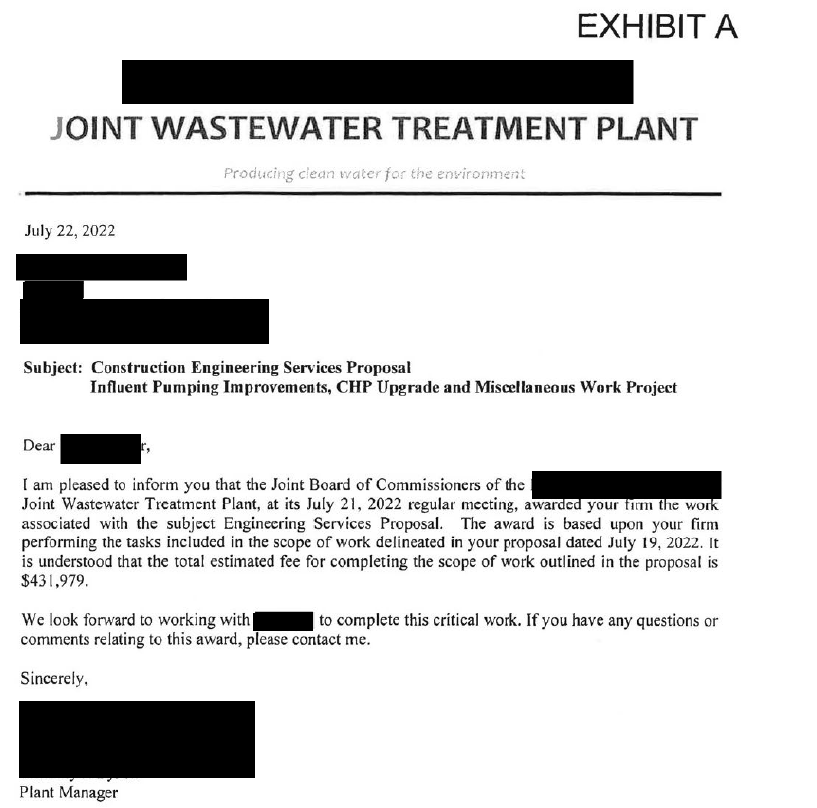 EXHIBIT A
JOINT WASTEWATER TREATMENT PLANT
Producing clean water for the environment
July 22, 2022
Subject: Construction Engineering Services Proposal
Influent Pumping Improvements, CHP Upgrade and Miscellaneous Work Project
Dear r,
I am pleased to inform you that the Joint Board of Commissioners of the
Joint Wastewater Treatment Plant, at its July 21, 2022 regular meeting, awarded your firm the work
associated with the subject Engineering Services Proposal. The award is based upon your firm
performing the tasks included in the scope of work delineated in your proposal dated July 19, 2022. It
is understood that the total estimated fee for completing the scope of work outlined in the proposal is
$431,979.
We look forward to working with to complete this critical work. If you have any questions or
comments relating to this award, please contact me.
Sincerely,
Plant Manager